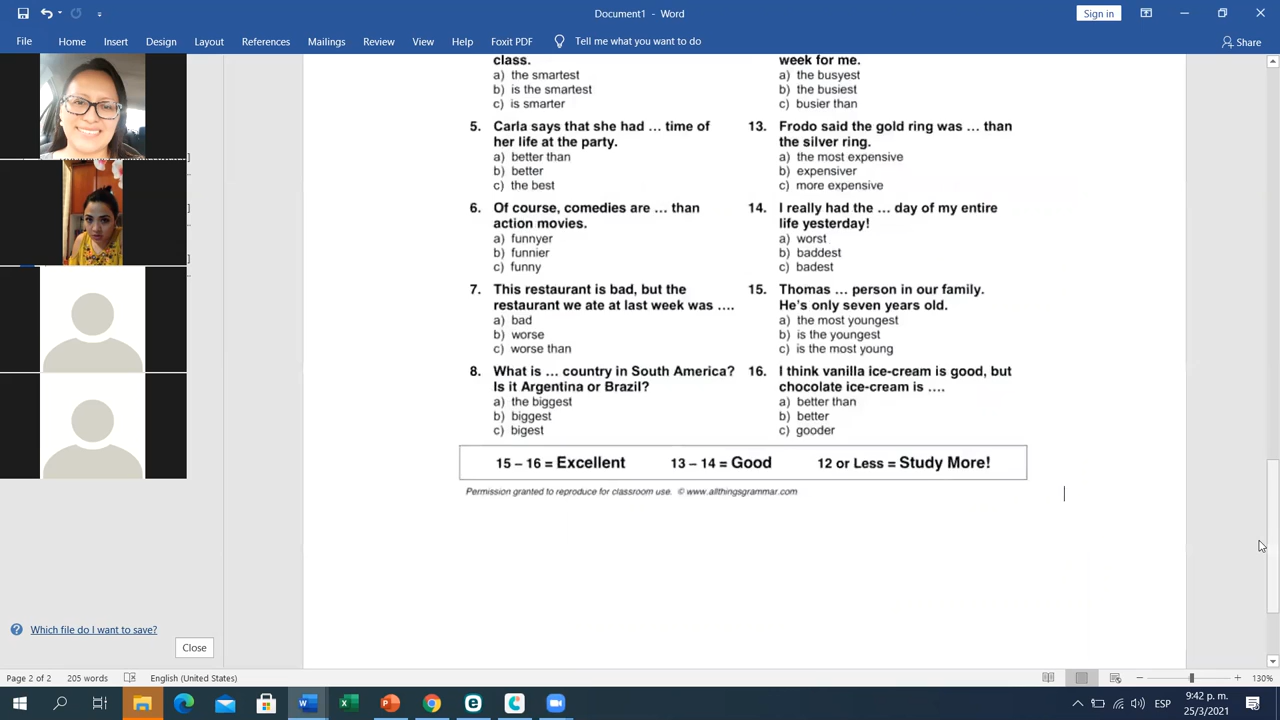 Document1 - Word
Sign in
File Home Insert Design Layout References Mailings Review View Help Foxit PDF Tell me what you want to do
Share
class.
a) the smartest
b) is the smartest
c) is smarter
5. Carla says that she had … time of
her life at the party.
a) better than
b) better
c) the best
6. Of course, comedies are … than
action movies.
a) funnyer
b) funnier
c) funny
7. This restaurant is bad, but the
restaurant we ate at last week was ….
a) bad
b) worse
c) worse than
8. What is … country in South America?
Is it Argentina or Brazil?
a) the biggest
b) biggest
c) bigest
week for me.
a) the busyest
b) the busiest
c) busier than
13. Frodo said the gold ring was … than
the silver ring.
a) the most expensive
b) expensiver
c) more expensive
14. I really had the … day of my entire
life yesterday!
a) worst
b) baddest
c) badest
15. Thomas … person in our family.
He's only seven years old.
a) the most youngest
b) is the youngest
c) is the most young
16. I think vanilla ice-cream is good, but
chocolate ice-cream is ….
a) better than
b) better
c) gooder
15 – 16 = Excellent 13 – 14 = Good 12 or Less = Study More!
Permission granted to reproduce for classroom use. © www.allthingsgrammar.com
Which file do I want to save?
Close
Page 2 of 2 205 words English (United States)
130%
ESP
9:42 p. m.
25/3/2021